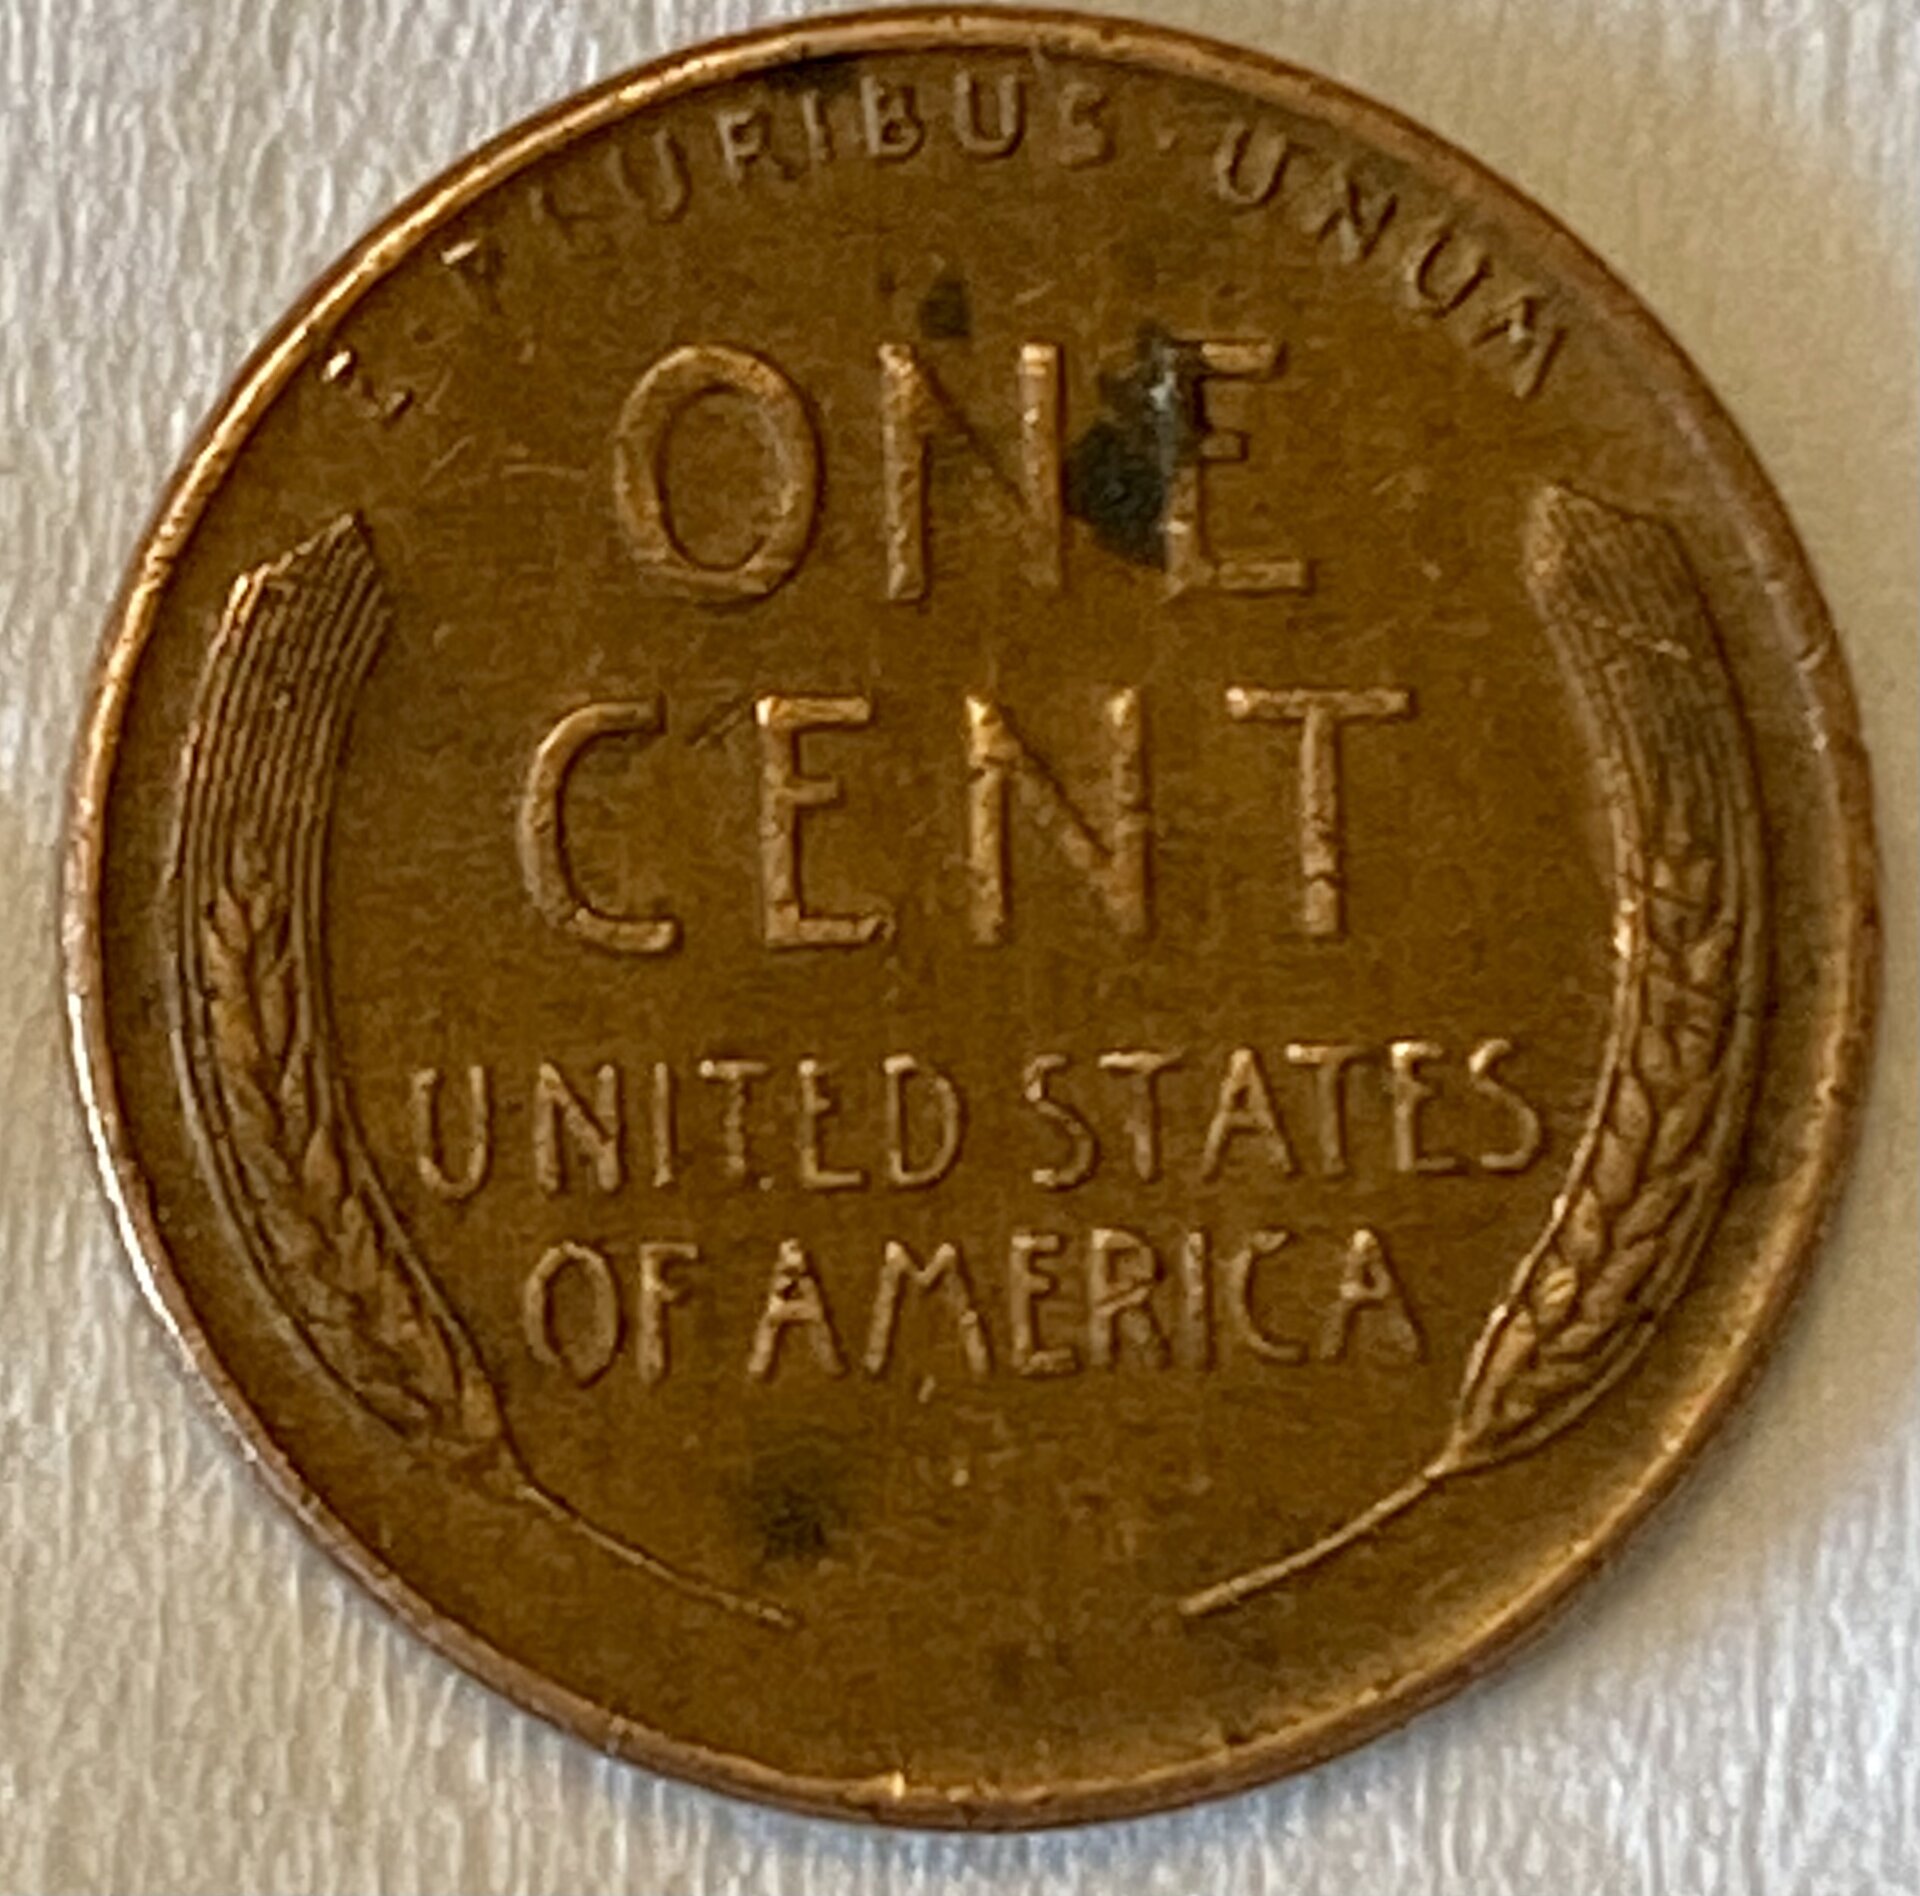 E PLURIBUS · UNUM
ONE
CENT
UNITED STATES
OF AMERICA